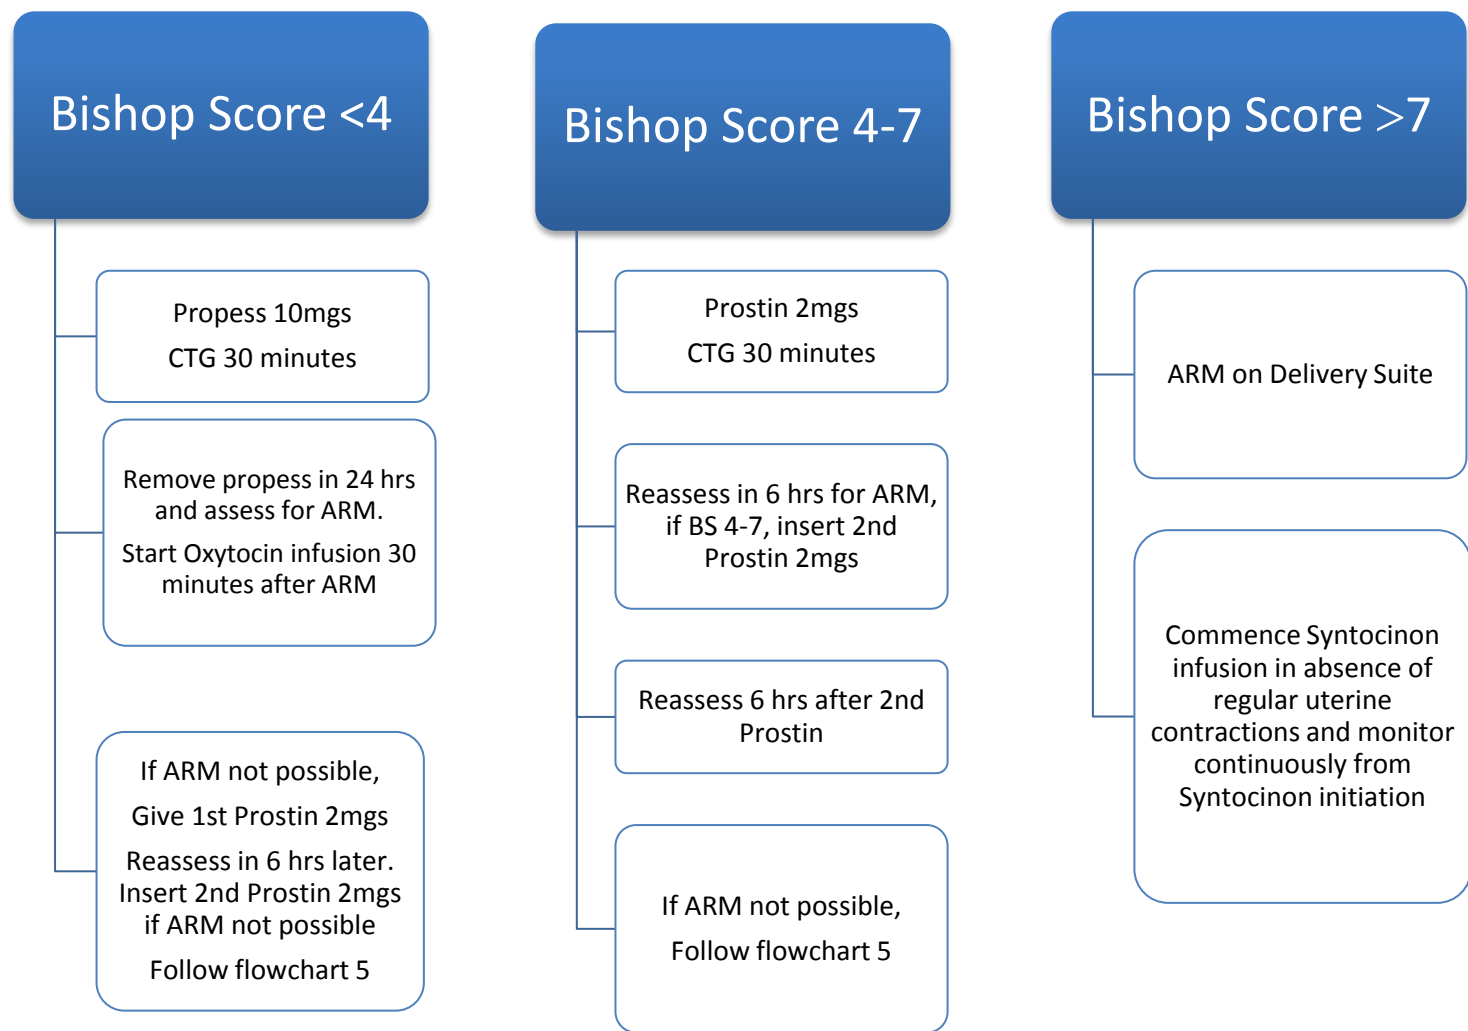 Bishop Score <4
Propess 10mgs
CTG 30 minutes
Remove propess in 24 hrs
and assess for ARM.
Start Oxytocin infusion 30
minutes after ARM
If ARM not possible,
Give 1st Prostin 2mgs
Reassess in 6 hrs later.
Insert 2nd Prostin 2mgs
if ARM not possible
Follow flowchart 5
Bishop Score 4-7
Prostin 2mgs
CTG 30 minutes
Reassess in 6 hrs for ARM,
if BS 4-7, insert 2nd
Prostin 2mgs
Reassess 6 hrs after 2nd
Prostin
If ARM not possible,
Follow flowchart 5
Bishop Score >7
ARM on Delivery Suite
Commence Syntocinon
infusion in absence of
regular uterine
contractions and monitor
continuously from
Syntocinon initiation